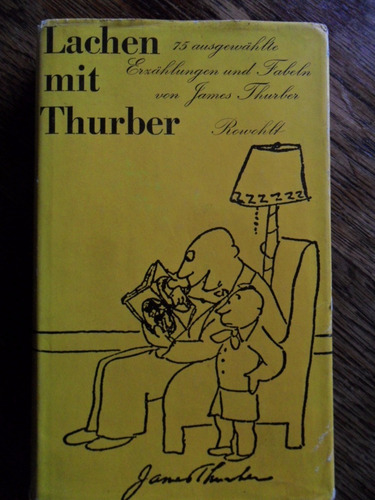 Lachen
mit
Thurber
75 ausgewählte
Erzählungen und Fabeln
von James Thurber
Rowohlt
James Thurber